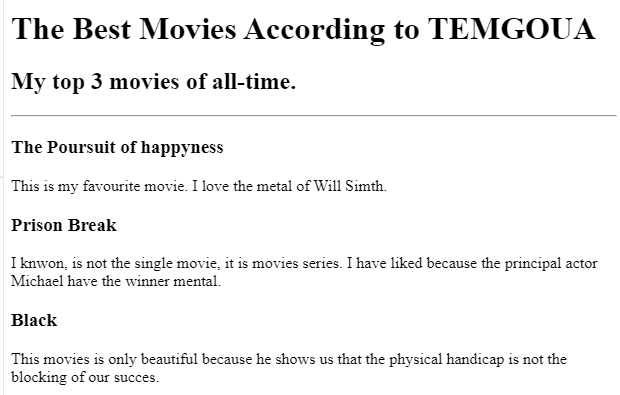 The Best Movies According to TEMGOUA
My top 3 movies of all-time.
The Poursuit of happyness
This is my favourite movie. I love the metal of Will Simth.
Prison Break
I knwon, is not the single movie, it is movies series. I have liked because the principal actor
Michael have the winner mental.
Black
This movies is only beautiful because he shows us that the physical handicap is not the
blocking of our succes.